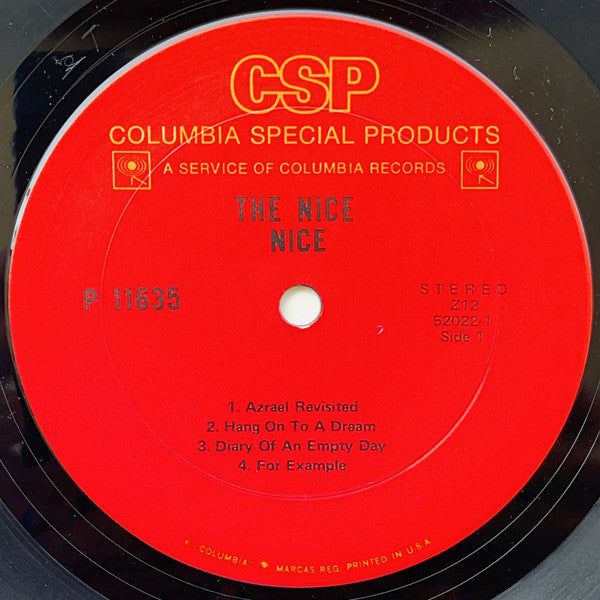 CSP
COLUMBIA SPECIAL PRODUCTS
A SERVICE OF COLUMBIA RECORDS
THE NICE
NICE
P 11635
STEREO
Z12
52022-1
Side 1
1. Azrael Revisited
2. Hang On To A Dream
3. Diary Of An Empty Day
4. For Example
"COLUMBIA" MARCAS REG. PRINTED IN U.S.A.